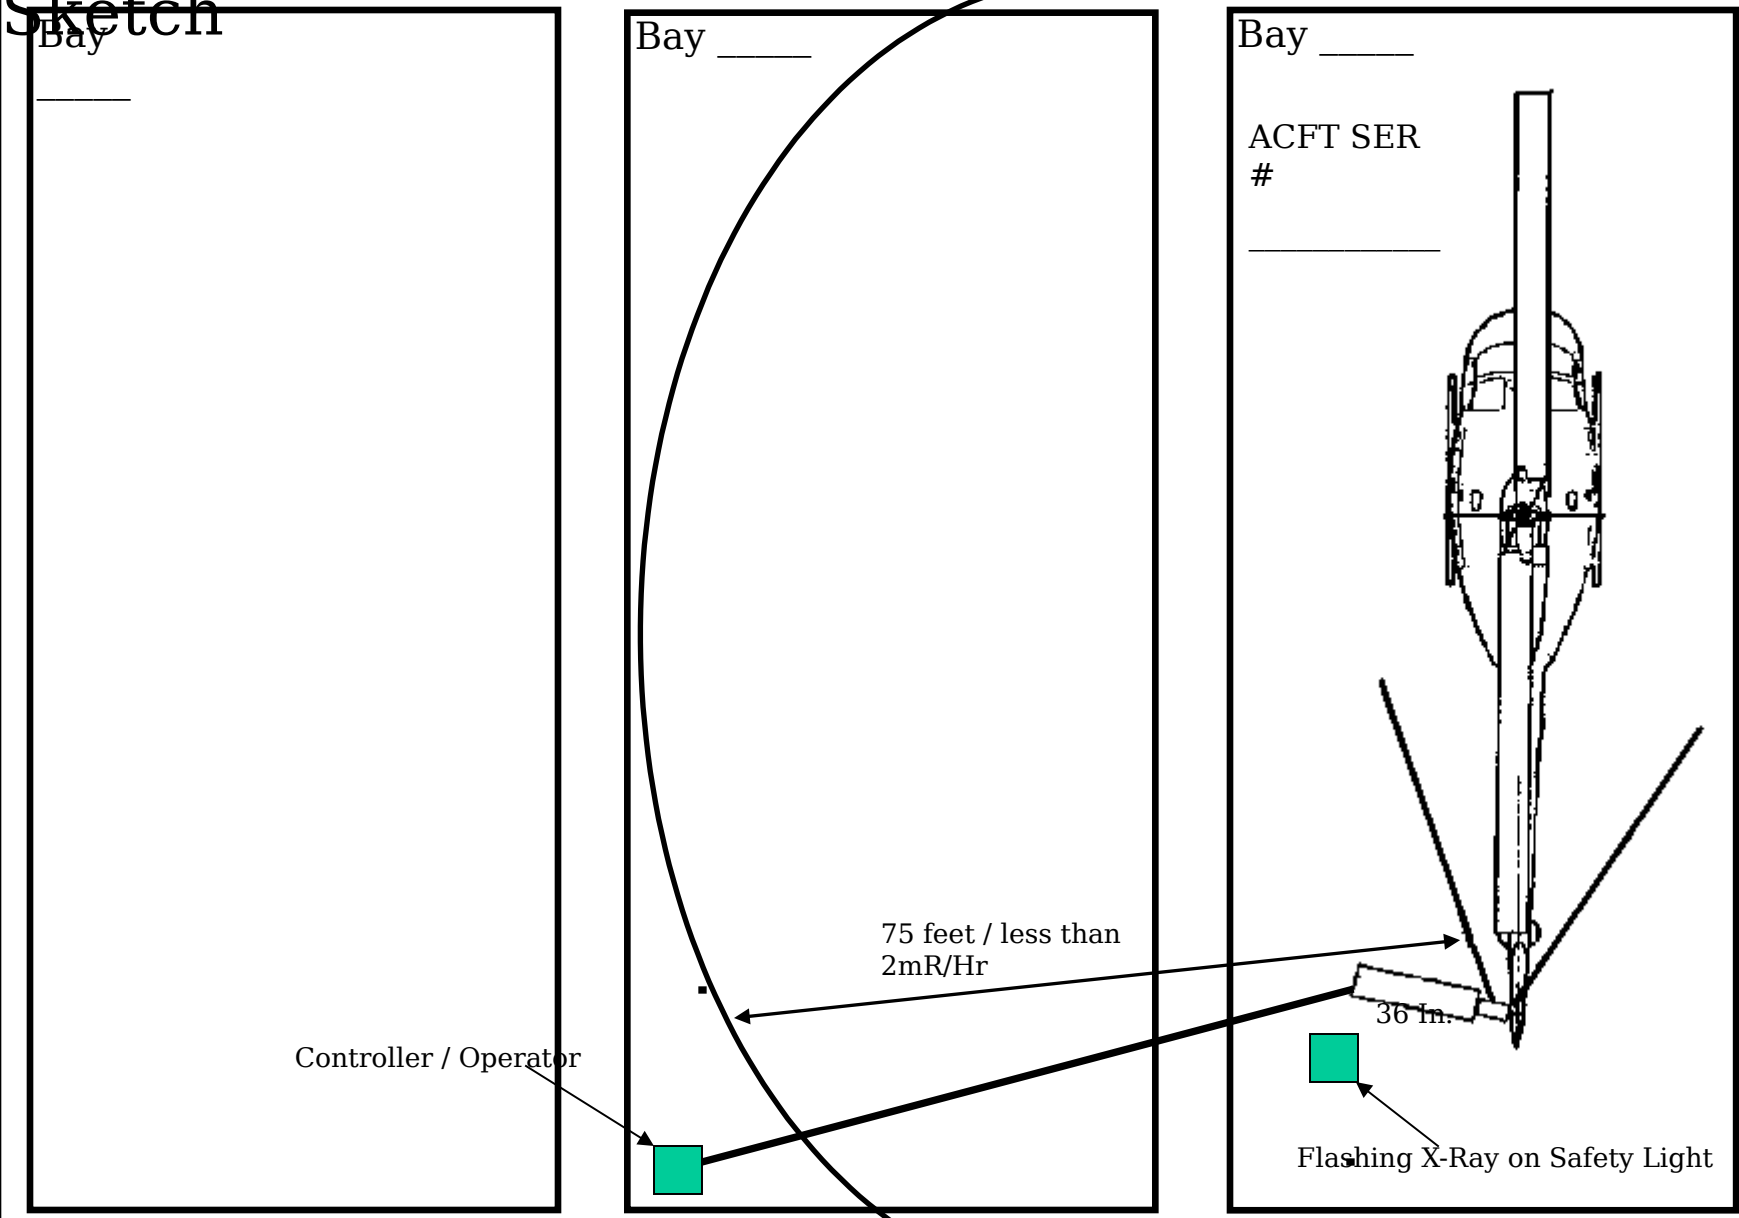 Sketch
Bay
_____
Bay _____
Bay _____
ACFT SER
#
___________
75 feet / less than
2mR/Hr
36 In.
Controller / Operator
Flashing X-Ray on Safety Light